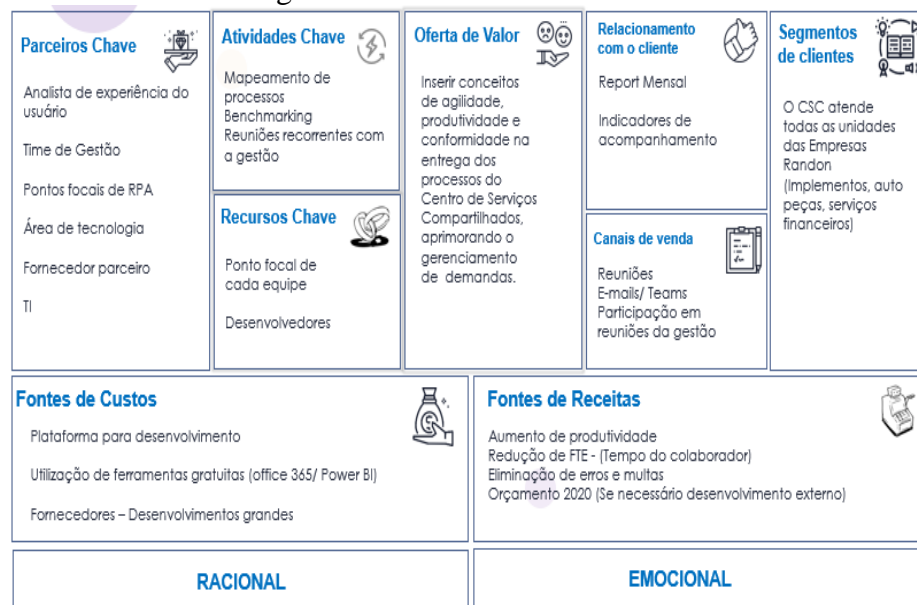 Parceiros Chave
Analista de experiência do
usuário
Time de Gestão
Pontos focais de RPA
Área de tecnologia
Fornecedor parceiro
TI
Atividades Chave
Mapeamento de
processos
Benchmarking
Reuniões recorrentes com
a gestão
Recursos Chave
Ponto focal de
cada equipe
Desenvolvedores
Oferta de Valor
Inserir conceitos
de agilidade,
produtividade e
conformidade na
entrega dos
processos do
Centro de Serviços
Compartilhados,
aprimorando o
gerenciamento
de demandas.
Relacionamento
com o cliente
Report Mensal
Indicadores de
acompanhamento
Canais de venda
Reuniões
E-mails/ Teams
Participação em
reuniões da gestão
Segmentos
de clientes
O CSC atende
todas as unidades
das Empresas
Randon
(Implementos, auto
peças, serviços
financeiros)
Fontes de Custos
Plataforma para desenvolvimento
Utilização de ferramentas gratuitas (office 365/ Power BI)
Fornecedores – Desenvolvimentos grandes
Fontes de Receitas
Aumento de produtividade
Redução de FTE - (Tempo do colaborador)
Eliminação de erros e multas
Orçamento 2020 (Se necessário desenvolvimento externo)
RACIONAL
EMOCIONAL